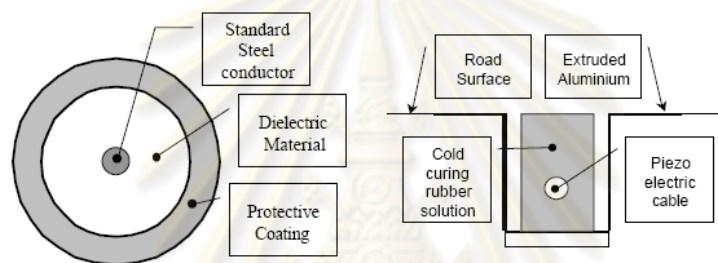 Standard
Steel
conductor
Dielectric
Material
Protective
Coating
Road
Surface
Extruded
Aluminium
Cold
curing
rubber
solution
Piezo
electric
cable